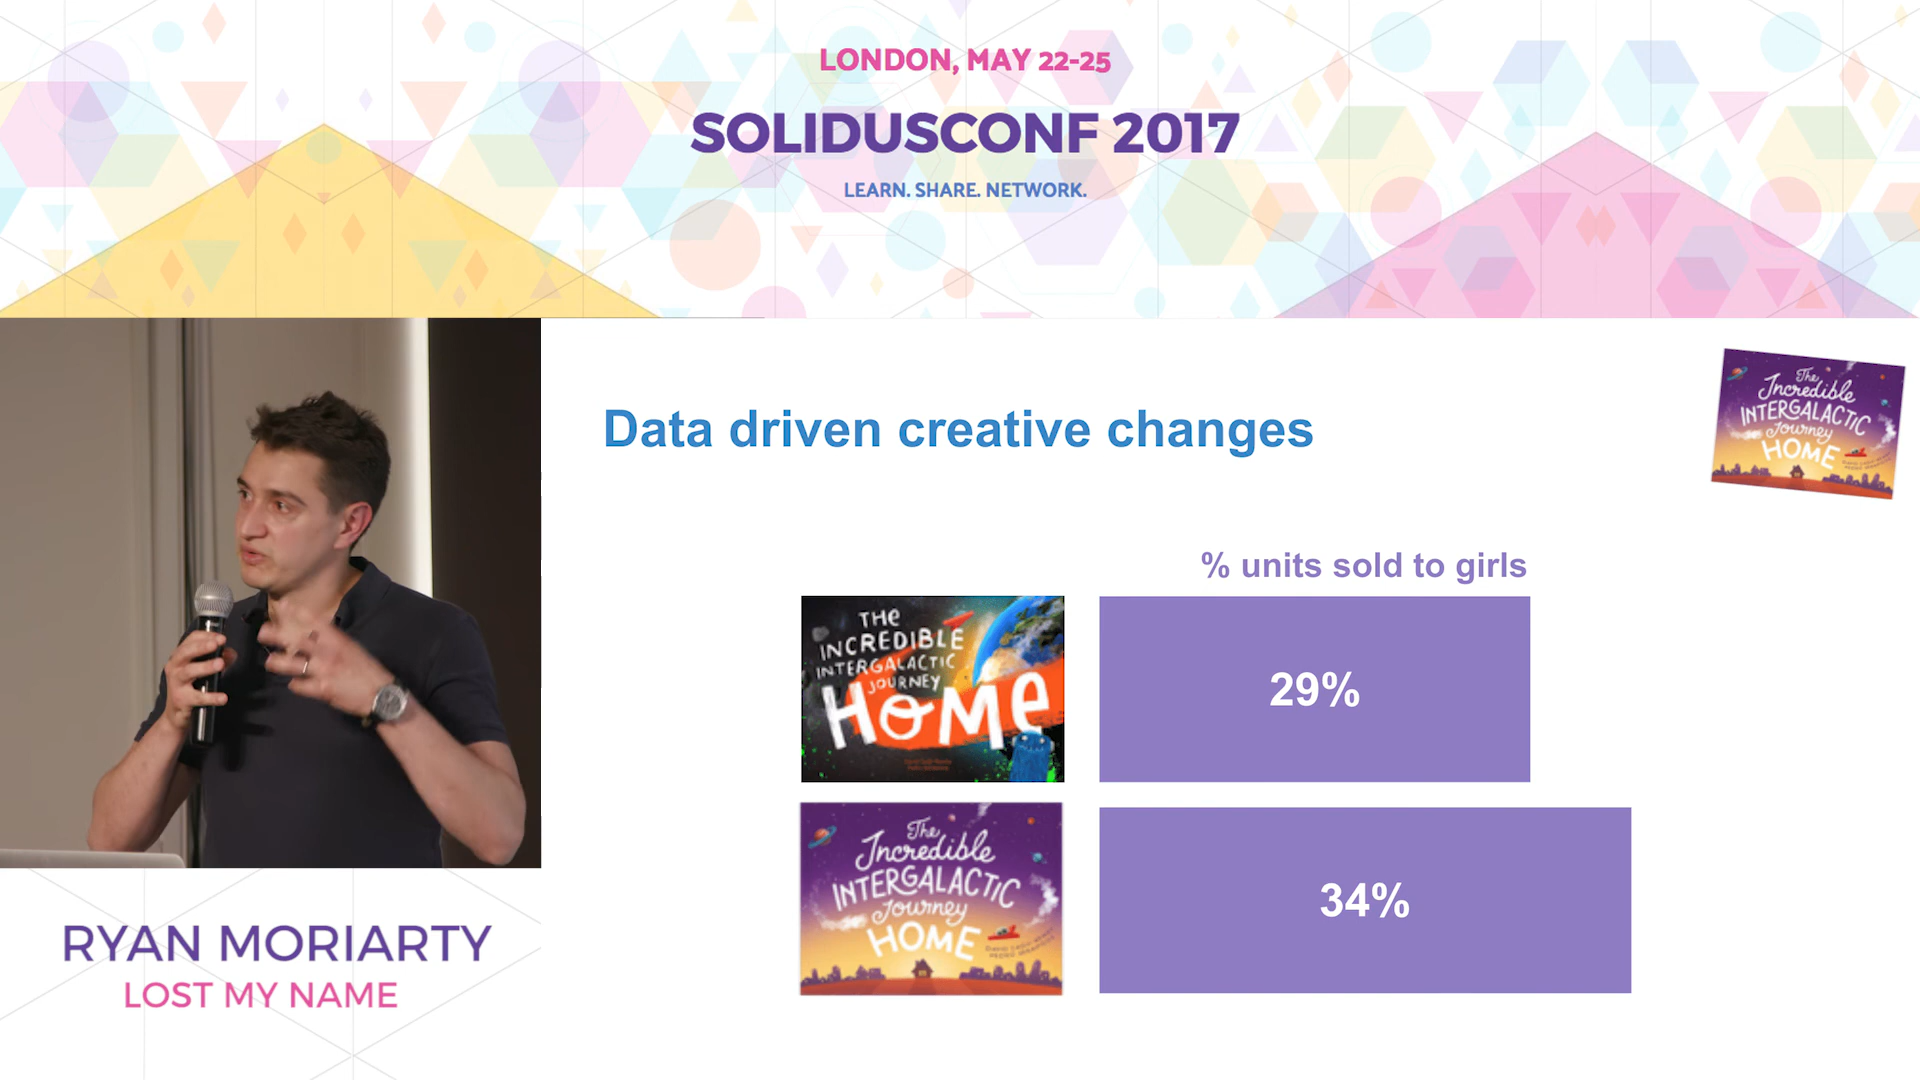 LONDON, MAY 22-25
SOLIDUSCONF 2017
LEARN. SHARE. NETWORK.
Data driven creative changes
The
Incredible
INTERGALACTIC
Journey
HOME
% units sold to girls
THE
INCREDIBLE
INTERGALACTIC
JOURNEY
HOME
29%
The
Incredible
INTERGALACTIC
Journey
HOME
34%
RYAN MORIARTY
LOST MY NAME